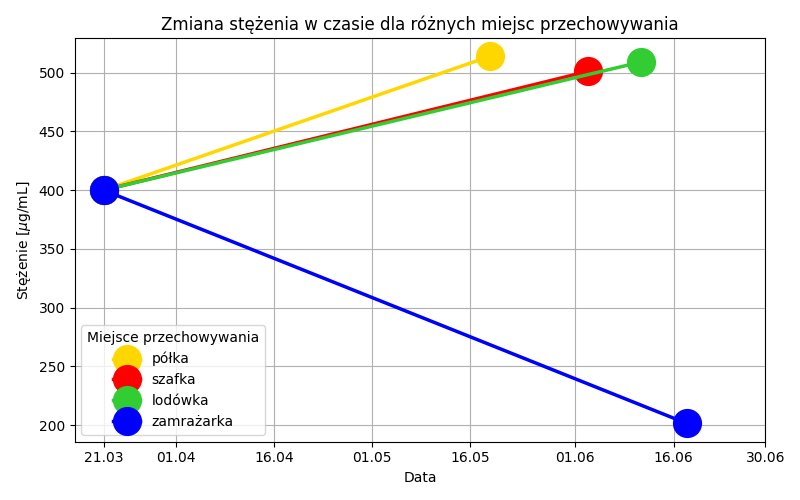 Zmiana stężenia w czasie dla różnych miejsc przechowywania
Stężenie [μg/mL]
500
450
400
350
300
250
200
Miejsce przechowywania
półka
szafka
lodówka
zamrażarka
21.03 01.04 16.04 01.05 16.05 01.06 16.06 30.06
Data